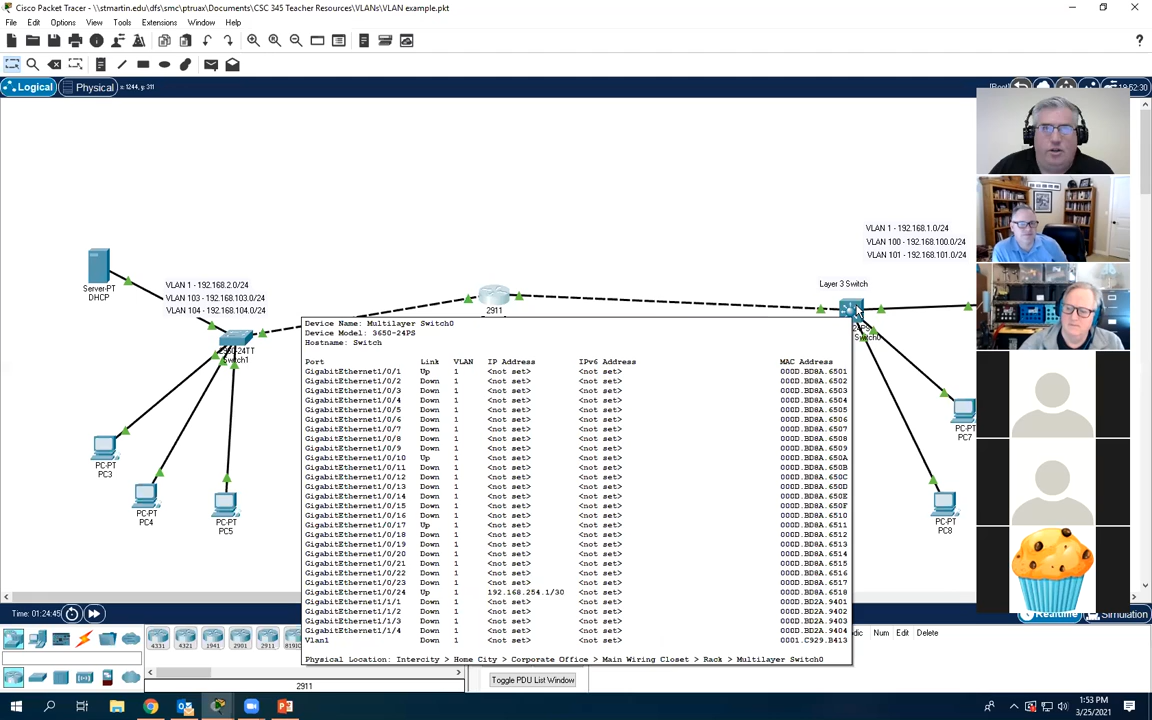 Cisco Packet Tracer - \\stmartin.edu\dfs\smc\ptruax\Documents\CSC 345 Teacher Resources\VLANs\VLAN example.pkt
File Edit Options View Tools Extensions Window Help
Logical Physical x: 1244, y: 311 [Root]
VLAN 1 - 192.168.1.0/24
VLAN 100 - 192.168.100.0/24
VLAN 101 - 192.168.101.0/24
Server-PT
DHCP
VLAN 1 - 192.168.2.0/24
VLAN 103 - 192.168.103.0/24
VLAN 104 - 192.168.104.0/24
Layer 3 Switch
2911
24PS
Switch0
2950-24TT
Switch1
PC-PT
PC3
PC-PT
PC4
PC-PT
PC5
PC-PT
PC7
PC-PT
PC8
Device Name: Multilayer Switch0
Device Model: 3650-24PS
Hostname: Switch
Port Link VLAN IP Address IPv6 Address MAC Address
GigabitEthernet1/0/1 Up 1 <not set> <not set> 000D.BD8A.6501
GigabitEthernet1/0/2 Down 1 <not set> <not set> 000D.BD8A.6502
GigabitEthernet1/0/3 Down 1 <not set> <not set> 000D.BD8A.6503
GigabitEthernet1/0/4 Down 1 <not set> <not set> 000D.BD8A.6504
GigabitEthernet1/0/5 Down 1 <not set> <not set> 000D.BD8A.6505
GigabitEthernet1/0/6 Down 1 <not set> <not set> 000D.BD8A.6506
GigabitEthernet1/0/7 Down 1 <not set> <not set> 000D.BD8A.6507
GigabitEthernet1/0/8 Down 1 <not set> <not set> 000D.BD8A.6508
GigabitEthernet1/0/9 Down 1 <not set> <not set> 000D.BD8A.6509
GigabitEthernet1/0/10 Up 1 <not set> <not set> 000D.BD8A.650A
GigabitEthernet1/0/11 Down 1 <not set> <not set> 000D.BD8A.650B
GigabitEthernet1/0/12 Down 1 <not set> <not set> 000D.BD8A.650C
GigabitEthernet1/0/13 Down 1 <not set> <not set> 000D.BD8A.650D
GigabitEthernet1/0/14 Down 1 <not set> <not set> 000D.BD8A.650E
GigabitEthernet1/0/15 Down 1 <not set> <not set> 000D.BD8A.650F
GigabitEthernet1/0/16 Down 1 <not set> <not set> 000D.BD8A.6510
GigabitEthernet1/0/17 Up 1 <not set> <not set> 000D.BD8A.6511
GigabitEthernet1/0/18 Down 1 <not set> <not set> 000D.BD8A.6512
GigabitEthernet1/0/19 Down 1 <not set> <not set> 000D.BD8A.6513
GigabitEthernet1/0/20 Down 1 <not set> <not set> 000D.BD8A.6514
GigabitEthernet1/0/21 Down 1 <not set> <not set> 000D.BD8A.6515
GigabitEthernet1/0/22 Down 1 <not set> <not set> 000D.BD8A.6516
GigabitEthernet1/0/23 Down 1 <not set> <not set> 000D.BD8A.6517
GigabitEthernet1/0/24 Up 1 192.168.254.1/30 <not set> 000D.BD8A.6518
GigabitEthernet1/1/1 Down 1 <not set> <not set> 000D.BD2A.9401
GigabitEthernet1/1/2 Down 1 <not set> <not set> 000D.BD2A.9402
GigabitEthernet1/1/3 Down 1 <not set> <not set> 000D.BD2A.9403
GigabitEthernet1/1/4 Down 1 <not set> <not set> 000D.BD2A.9404
Vlan1 Down 1 <not set> <not set> 0001.C929.B413
Physical Location: Intercity > Home City > Corporate Office > Main Wiring Closet > Rack > Multilayer Switch0
Time: 01:24:45 Realtime Simulation
4331 4321 1941 2901 2911
Num Edit Delete
2911
Toggle PDU List Window
1:53 PM
3/25/2021